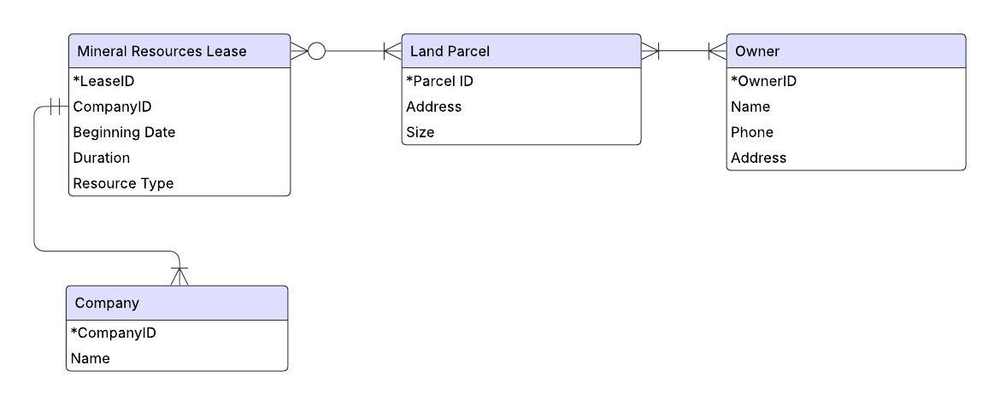 Mineral Resources Lease
*LeaseID
CompanyID
Beginning Date
Duration
Resource Type
Land Parcel
*Parcel ID
Address
Size
Owner
*OwnerID
Name
Phone
Address
Company
*CompanyID
Name